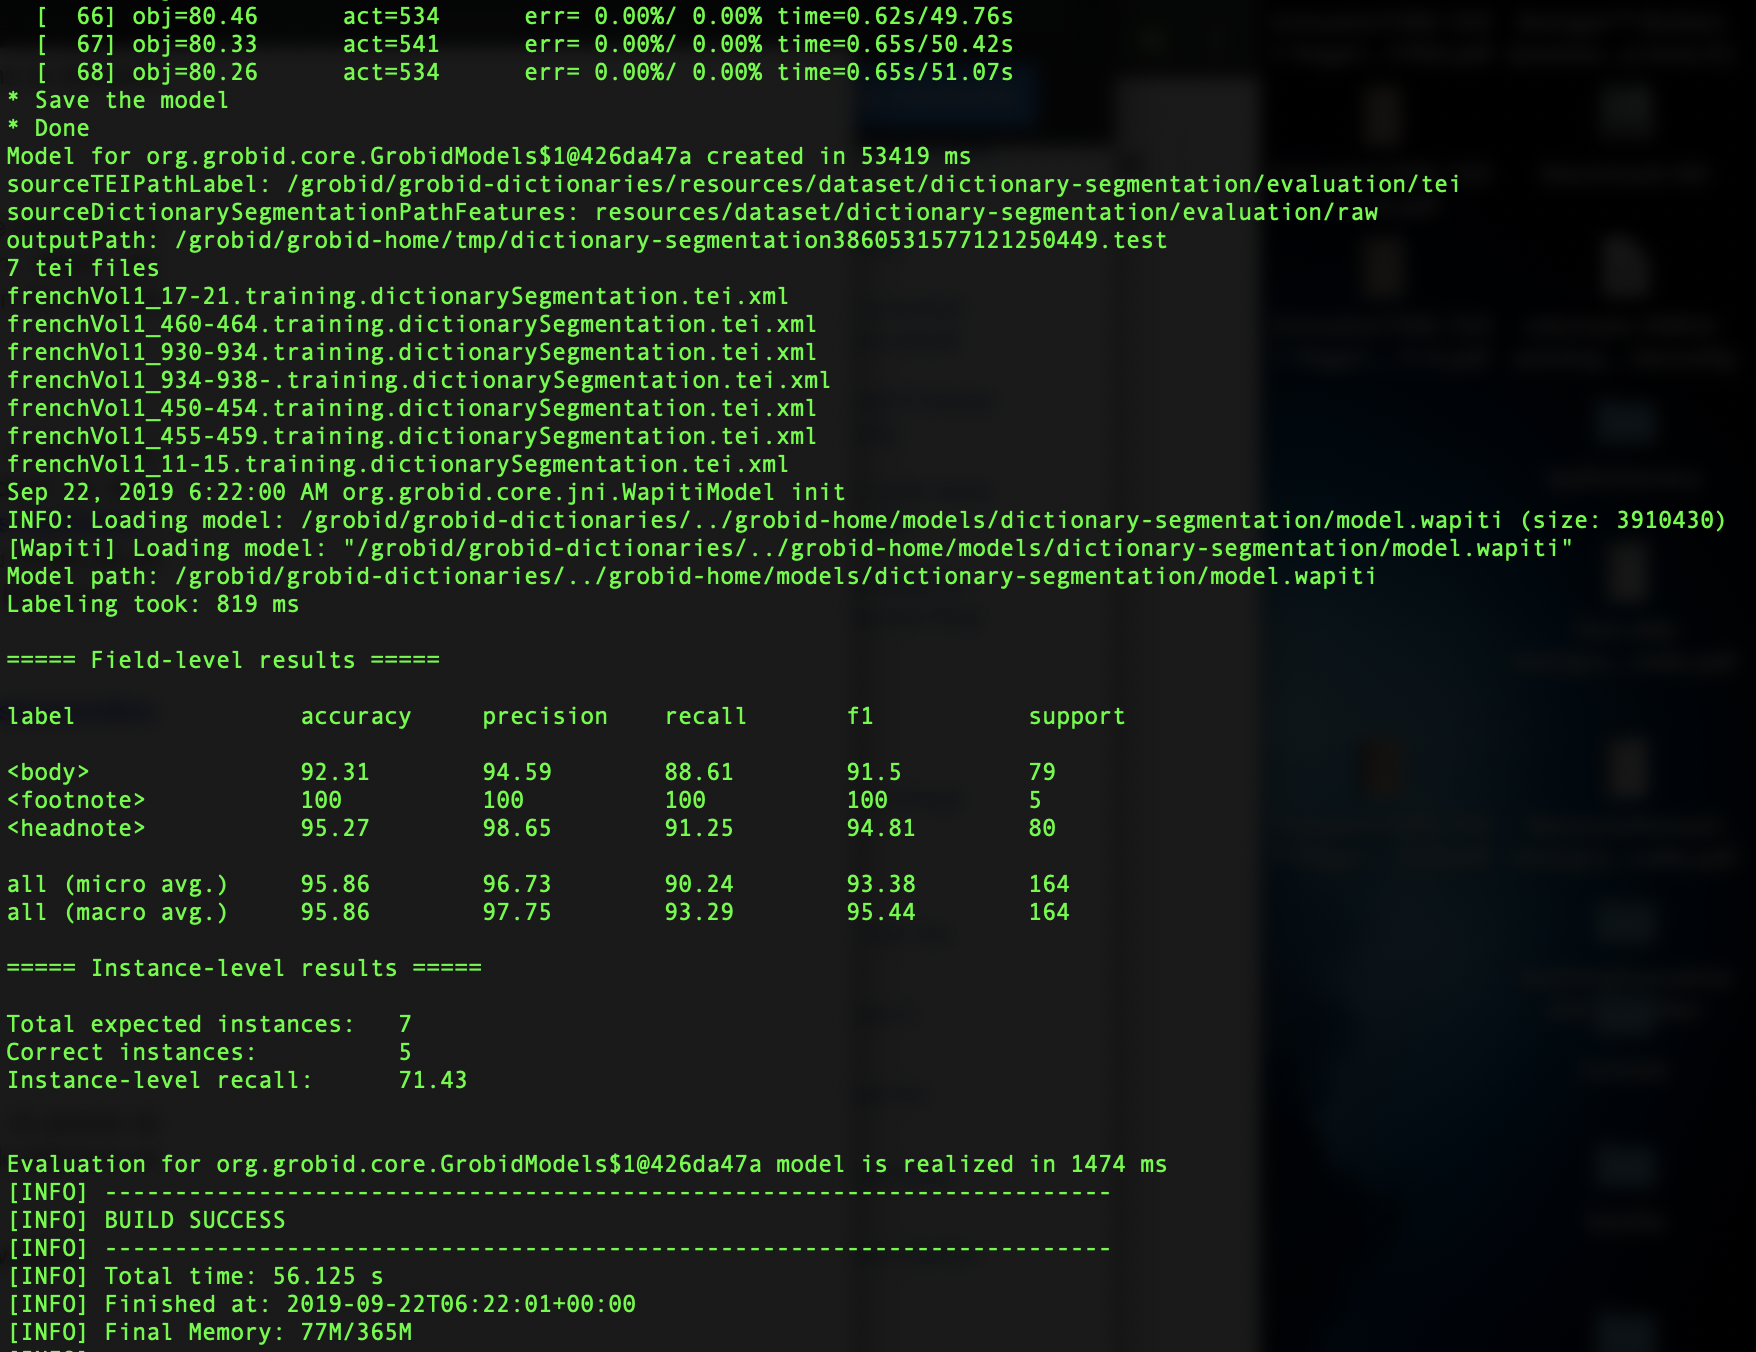 [  66] obj=80.46      act=534      err= 0.00%/ 0.00% time=0.62s/49.76s
[  67] obj=80.33      act=541      err= 0.00%/ 0.00% time=0.65s/50.42s
[  68] obj=80.26      act=534      err= 0.00%/ 0.00% time=0.65s/51.07s
* Save the model
* Done
Model for org.grobid.core.GrobidModels$1@426da47a created in 53419 ms
sourceTEIPathLabel: /grobid/grobid-dictionaries/resources/dataset/dictionary-segmentation/evaluation/tei
sourceDictionarySegmentationPathFeatures: resources/dataset/dictionary-segmentation/evaluation/raw
outputPath: /grobid/grobid-home/tmp/dictionary-segmentation3860531577121250449.test
7 tei files
frenchVol1_17-21.training.dictionarySegmentation.tei.xml
frenchVol1_460-464.training.dictionarySegmentation.tei.xml
frenchVol1_930-934.training.dictionarySegmentation.tei.xml
frenchVol1_934-938-.training.dictionarySegmentation.tei.xml
frenchVol1_450-454.training.dictionarySegmentation.tei.xml
frenchVol1_455-459.training.dictionarySegmentation.tei.xml
frenchVol1_11-15.training.dictionarySegmentation.tei.xml
Sep 22, 2019 6:22:00 AM org.grobid.core.jni.WapitiModel init
INFO: Loading model: /grobid/grobid-dictionaries/../grobid-home/models/dictionary-segmentation/model.wapiti (size: 3910430)
[Wapiti] Loading model: "/grobid/grobid-dictionaries/../grobid-home/models/dictionary-segmentation/model.wapiti"
Model path: /grobid/grobid-dictionaries/../grobid-home/models/dictionary-segmentation/model.wapiti
Labeling took: 819 ms
===== Field-level results =====
label                accuracy     precision    recall       f1           support
<body>               92.31        94.59        88.61        91.5         79
<footnote>           100          100          100          100          5
<headnote>           95.27        98.65        91.25        94.81        80
all (micro avg.)     95.86        96.73        90.24        93.38        164
all (macro avg.)     95.86        97.75        93.29        95.44        164
===== Instance-level results =====
Total expected instances:   7
Correct instances:          5
Instance-level recall:      71.43
Evaluation for org.grobid.core.GrobidModels$1@426da47a model is realized in 1474 ms
[INFO] ------------------------------------------------------------------------
[INFO] BUILD SUCCESS
[INFO] ------------------------------------------------------------------------
[INFO] Total time: 56.125 s
[INFO] Finished at: 2019-09-22T06:22:01+00:00
[INFO] Final Memory: 77M/365M